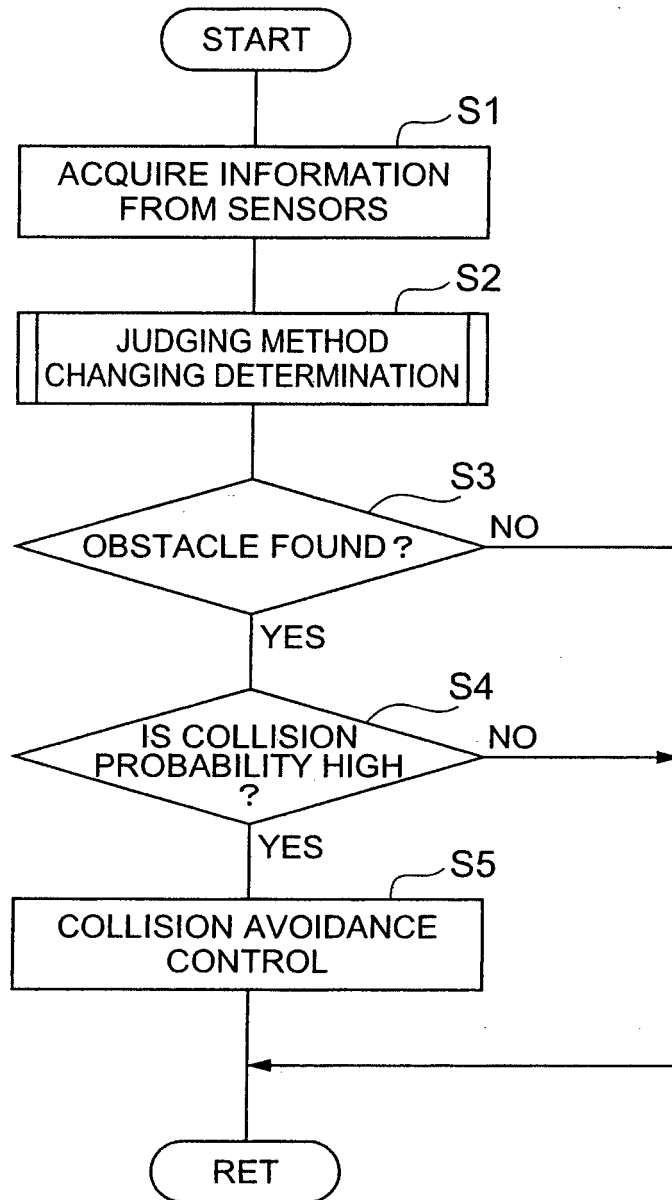 START
S1
ACQUIRE INFORMATION
FROM SENSORS
S2
JUDGING METHOD
CHANGING DETERMINATION
S3
OBSTACLE FOUND?
NO
YES
S4
IS COLLISION
PROBABILITY HIGH
?
NO
YES
S5
COLLISION AVOIDANCE
CONTROL
RET